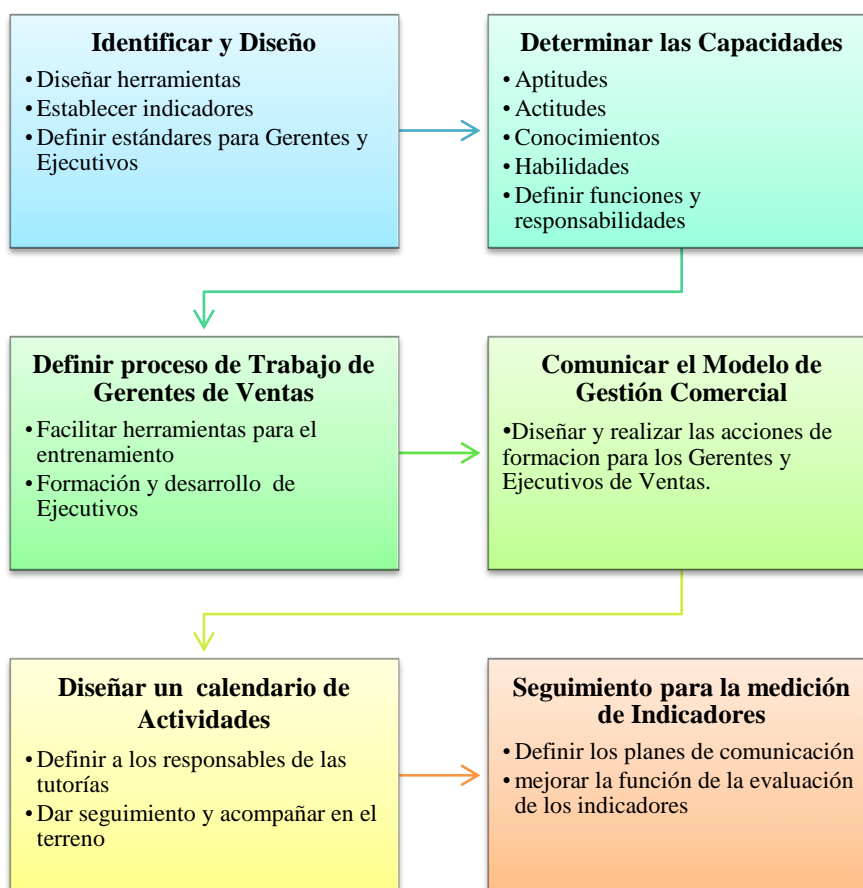 Identificar y Diseño
• Diseñar herramientas
• Establecer indicadores
• Definir estándares para Gerentes y
Ejecutivos
Determinar las Capacidades
• Aptitudes
• Actitudes
• Conocimientos
• Habilidades
• Definir funciones y
responsabilidades
Definir proceso de Trabajo de
Gerentes de Ventas
• Facilitar herramientas para el
entrenamiento
• Formación y desarrollo de
Ejecutivos
Comunicar el Modelo de
Gestión Comercial
•Diseñar y realizar las acciones de
formacion para los Gerentes y
Ejecutivos de Ventas.
Diseñar un calendario de
Actividades
• Definir a los responsables de las
tutorías
• Dar seguimiento y acompañar en el
terreno
Seguimiento para la medición
de Indicadores
• Definir los planes de comunicación
• mejorar la función de la evaluación
de los indicadores